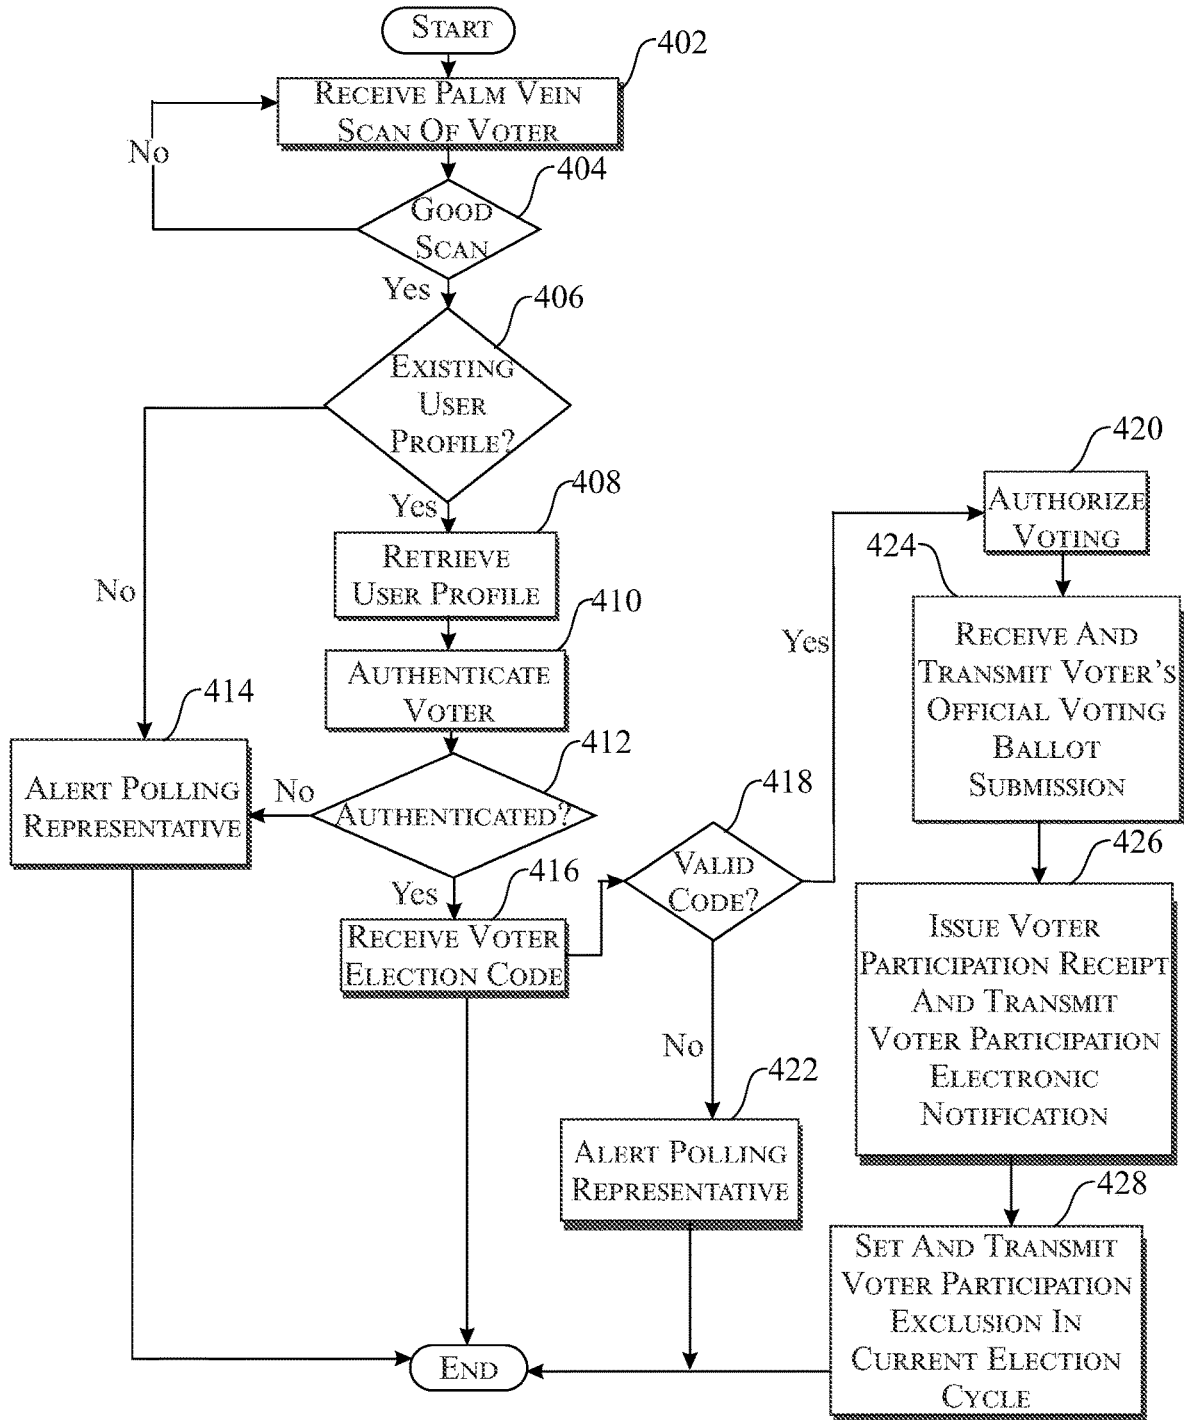 START
402
RECEIVE PALM VEIN
SCAN OF VOTER
No
404
GOOD
SCAN
Yes
406
EXISTING
USER
PROFILE?
Yes
408
RETRIEVE
USER PROFILE
No
410
AUTHENTICATE
VOTER
414
ALERT POLLING
REPRESENTATIVE
412
No
AUTHENTICATED?
Yes
416
RECEIVE VOTER
ELECTION CODE
418
VALID
CODE?
Yes
No
422
ALERT POLLING
REPRESENTATIVE
420
AUTHORIZE
VOTING
424
RECEIVE AND
TRANSMIT VOTER'S
OFFICIAL VOTING
BALLOT
SUBMISSION
426
ISSUE VOTER
PARTICIPATION RECEIPT
AND TRANSMIT
VOTER PARTICIPATION
ELECTRONIC
NOTIFICATION
428
SET AND TRANSMIT
VOTER PARTICIPATION
EXCLUSION IN
CURRENT ELECTION
CYCLE
END